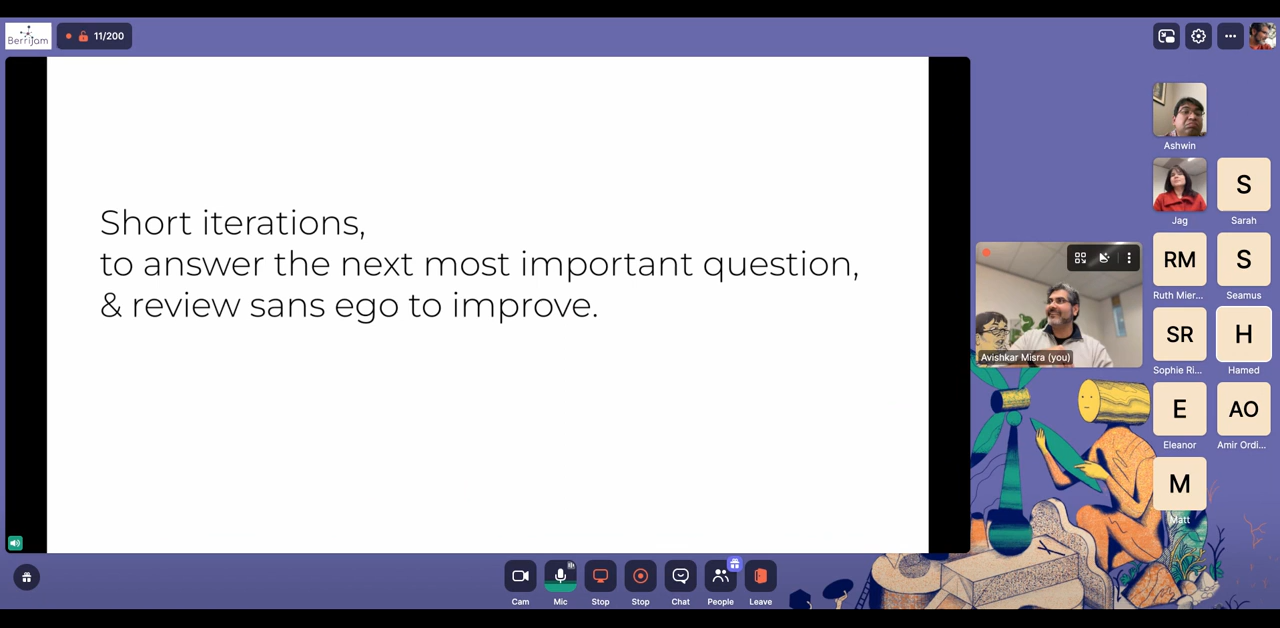 Berrijam
11/200
Short iterations,
to answer the next most important question,
& review sans ego to improve.
Avishkar Misra (you)
Ashwin
Jag
S
Sarah
RM
Ruth Mier...
S
Seamus
SR
Sophie Ri...
H
Hamed
E
Eleanor
AO
Amir Ordi...
M
Matt
Cam
Mic
Stop
Stop
Chat
People
Leave